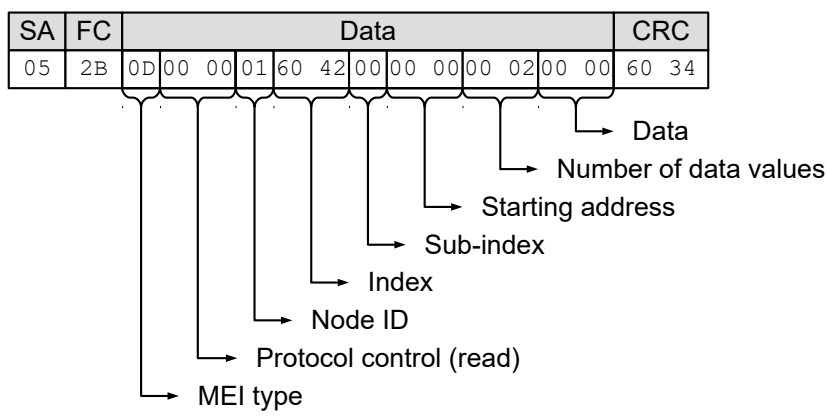 SA FC Data CRC
05 2B 0D 00 00 01 60 42 00 00 00 00 02 00 00 60 34
Data
Number of data values
Starting address
Sub-index
Index
Node ID
Protocol control (read)
MEI type